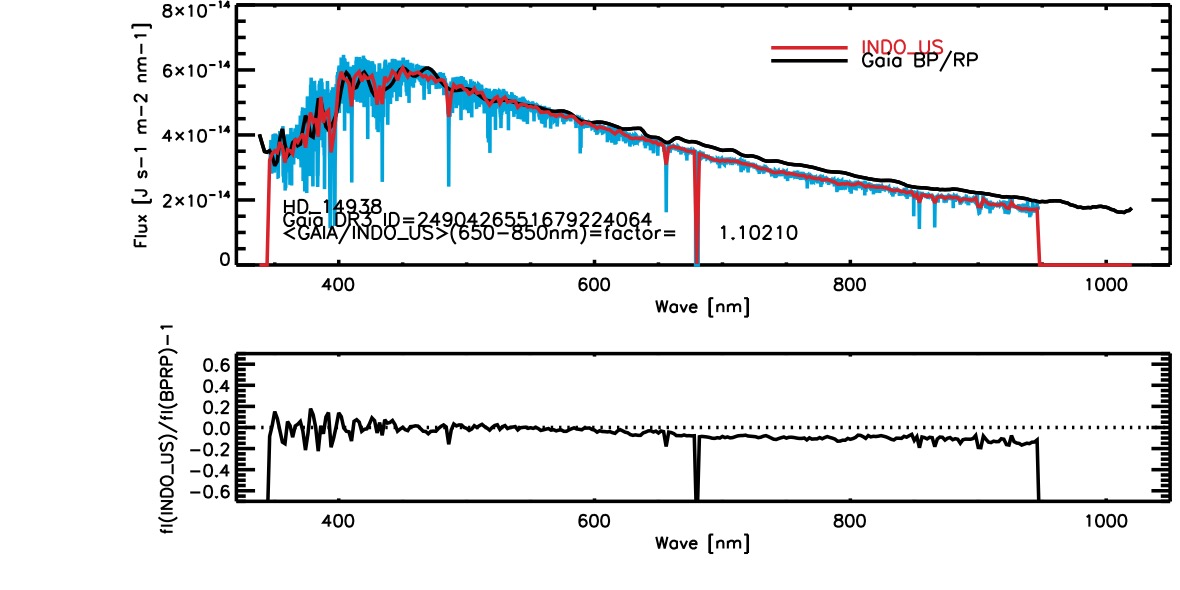 8×10-14
6×10-14
4×10-14
2×10-14
0
Flux [J s-1 m-2 nm-1]
INDO_US
Gaia BP/RP
HD_14938
Gaia DR3 ID=2490426551679224064
<GAIA/INDO_US>(650-850nm)=factor= 1.10210
400 600 800 1000
Wave [nm]
fl(INDO_US)/fl(BPRP)-1
0.6
0.4
0.2
0.0
-0.2
-0.4
-0.6
400 600 800 1000
Wave [nm]